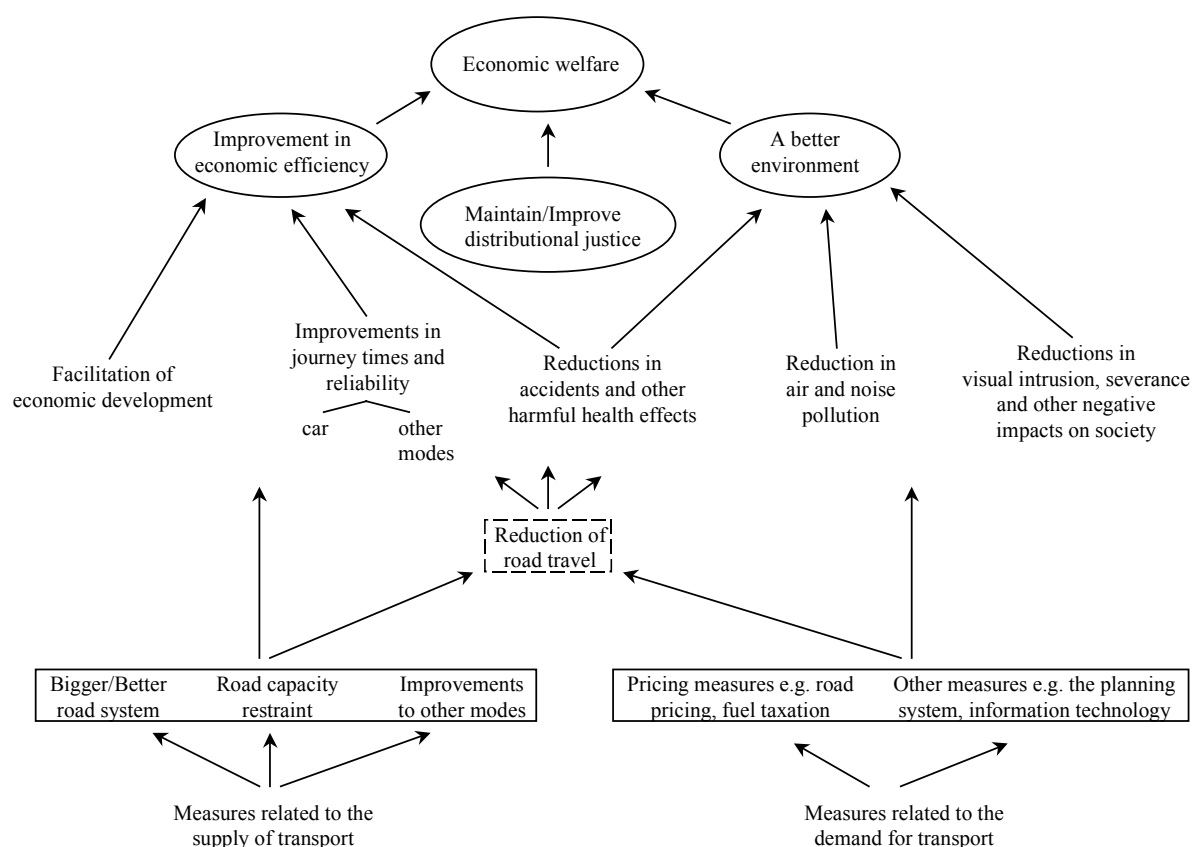 Economic welfare
Improvement in
economic efficiency
A better
environment
Maintain/Improve
distributional justice
Facilitation of
economic development
Improvements in
journey times and
reliability
car
other
modes
Reductions in
accidents and other
harmful health effects
Reduction in
air and noise
pollution
Reductions in
visual intrusion, severance
and other negative
impacts on society
Reduction of
road travel
Bigger/Better
road system
Road capacity
restraint
Improvements
to other modes
Pricing measures e.g. road
pricing, fuel taxation
Other measures e.g. the planning
system, information technology
Measures related to the
supply of transport
Measures related to the
demand for transport